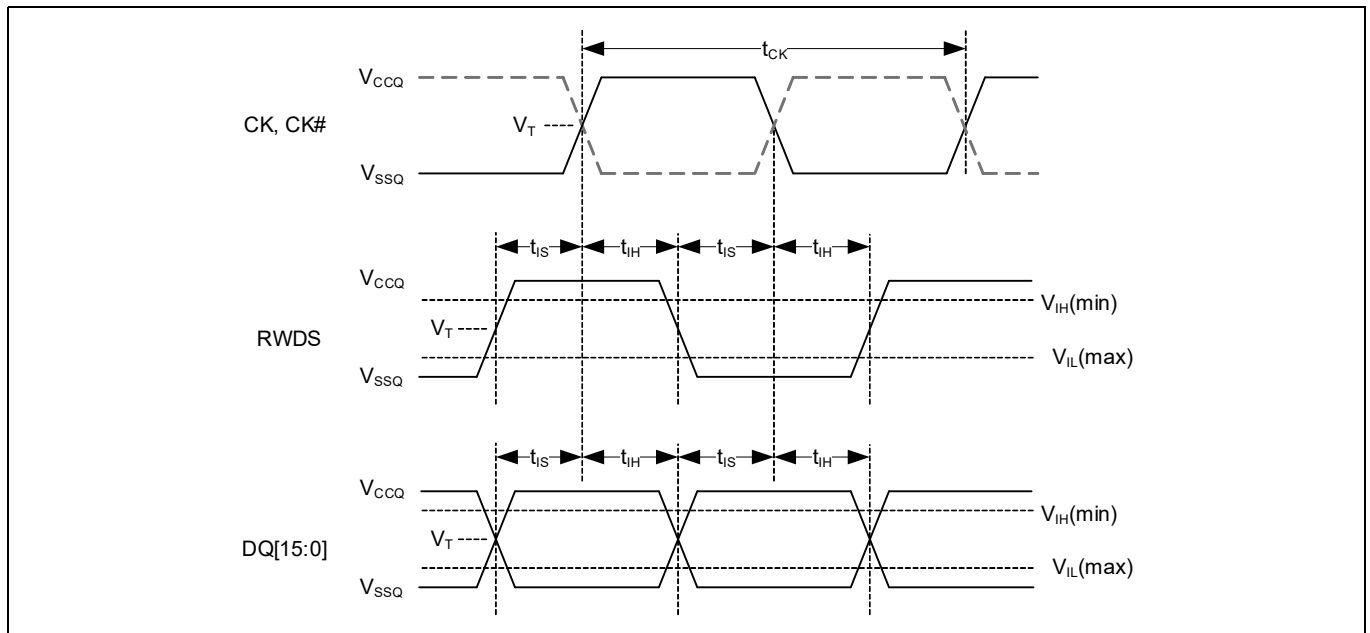 tCK
VCCQ
CK, CK#
VT
VSSQ
tIS tIH tIS tIH
VCCQ
VIH(min)
VT
RWDS
VIL(max)
VSSQ
tIS tIH tIS tIH
VCCQ
VIH(min)
VT
DQ[15:0]
VIL(max)
VSSQ